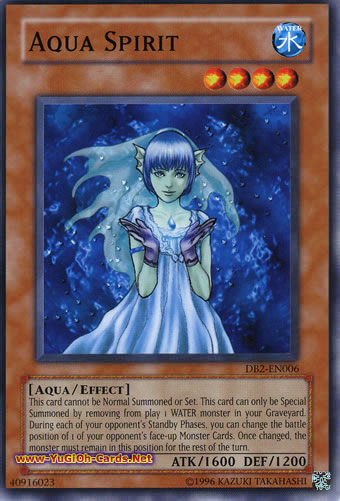 AQUA SPIRIT
WATER
水
DB2-EN006
[AQUA/EFFECT]
This card cannot be Normal Summoned or Set. This card can only be Special
Summoned by removing from play 1 WATER monster in your Graveyard.
During each of your opponent's Standby Phases, you can change the battle
position of 1 of your opponent's face-up Monster Cards. Once changed, the
monster must remain in this position for the rest of the turn.
www.YuGiOh-Cards.Net
ATK/1600 DEF/1200
40916023
©1996 KAZUKI TAKAHASHI